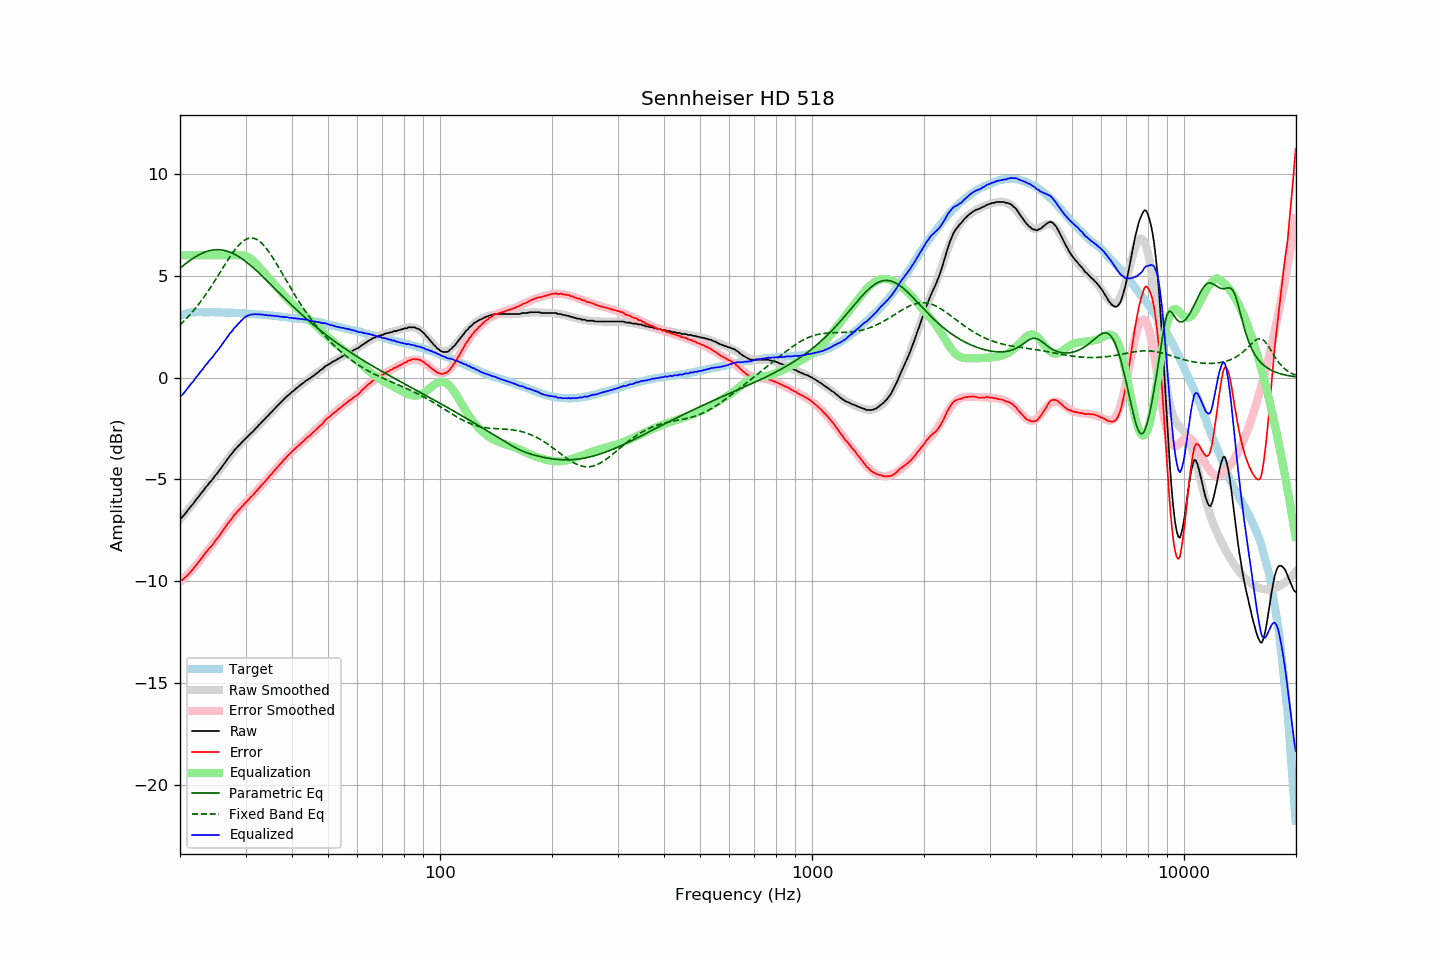 Sennheiser HD 518
10
5
0
−5
−10
−15
−20
Amplitude (dBr)
Target
Raw Smoothed
Error Smoothed
Raw
Error
Equalization
Parametric Eq
Fixed Band Eq
Equalized
100
1000
10000
Frequency (Hz)